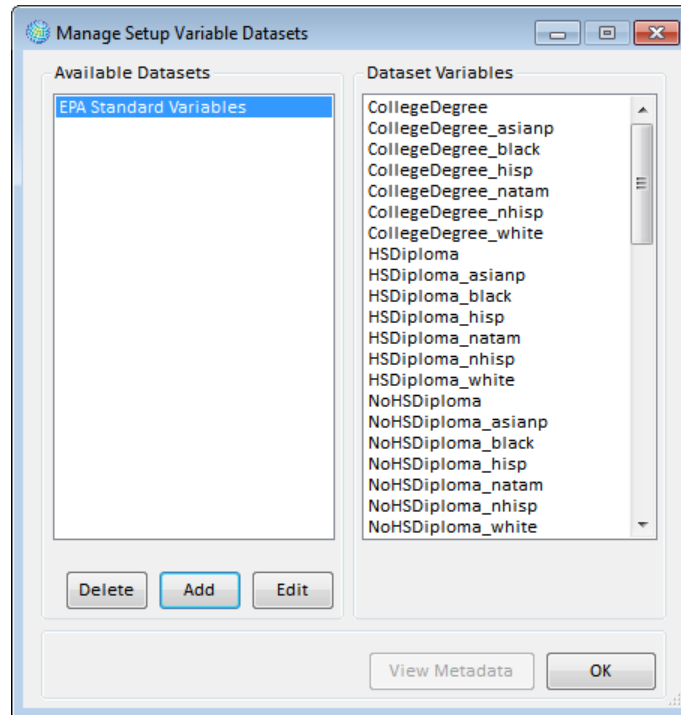 Manage Setup Variable Datasets
Available Datasets
EPA Standard Variables
Delete
Add
Edit
Dataset Variables
CollegeDegree
CollegeDegree_asianp
CollegeDegree_black
CollegeDegree_hisp
CollegeDegree_natam
CollegeDegree_nhisp
CollegeDegree_white
HSDiploma
HSDiploma_asianp
HSDiploma_black
HSDiploma_hisp
HSDiploma_natam
HSDiploma_nhisp
HSDiploma_white
NoHSDiploma
NoHSDiploma_asianp
NoHSDiploma_black
NoHSDiploma_hisp
NoHSDiploma_natam
NoHSDiploma_nhisp
NoHSDiploma_white
View Metadata
OK